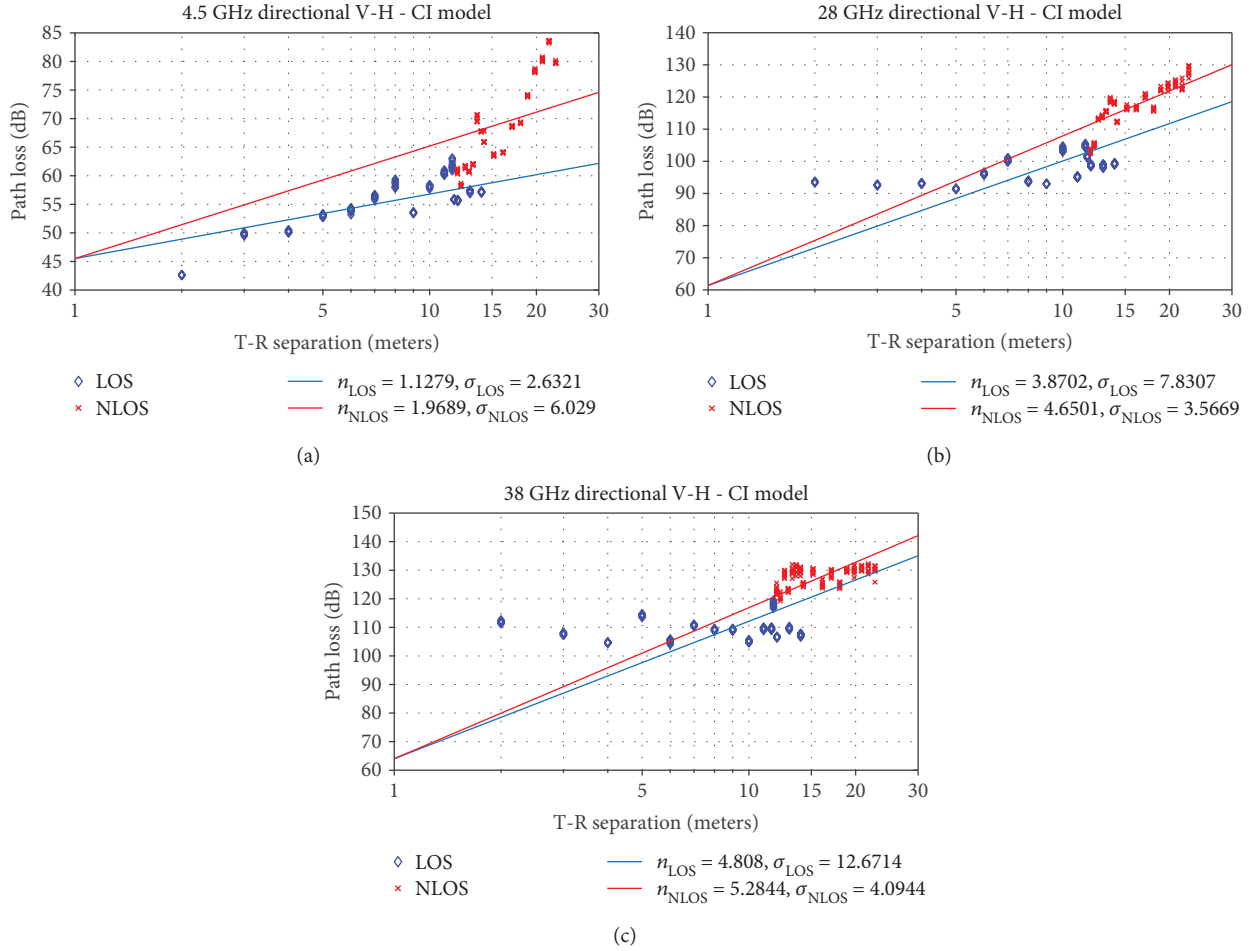 4.5 GHz directional V-H - CI model
85
80
75
70
65
60
55
50
45
40
Path loss (dB)
1 5 10 15 20 30
T-R separation (meters)
LOS n_LOS = 1.1279, σ_LOS = 2.6321
NLOS n_NLOS = 1.9689, σ_NLOS = 6.029
(a)
28 GHz directional V-H - CI model
140
130
120
110
100
90
80
70
60
Path loss (dB)
1 5 10 15 20 30
T-R separation (meters)
LOS n_LOS = 3.8702, σ_LOS = 7.8307
NLOS n_NLOS = 4.6501, σ_NLOS = 3.5669
(b)
38 GHz directional V-H - CI model
150
140
130
120
110
100
90
80
70
60
Path loss (dB)
1 5 10 15 20 30
T-R separation (meters)
LOS n_LOS = 4.808, σ_LOS = 12.6714
NLOS n_NLOS = 5.2844, σ_NLOS = 4.0944
(c)